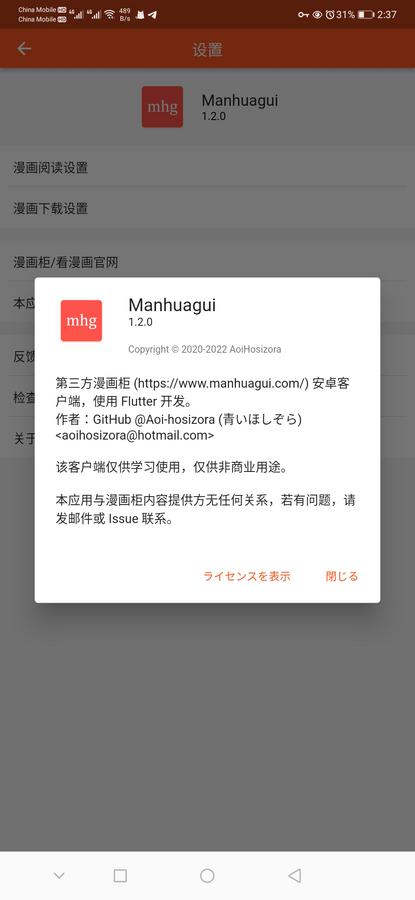 China Mobile HD
China Mobile HD
489 B/s
31%
2:37
设置
mhg
Manhuagui
1.2.0
漫画阅读设置
漫画下载设置
漫画柜/看漫画官网
本应
反馈
检查
关于
mhg
Manhuagui
1.2.0
Copyright © 2020-2022 AoiHosizora
第三方漫画柜 (https://www.manhuagui.com/) 安卓客
户端，使用 Flutter 开发。
作者：GitHub @Aoi-hosizora (青いほしぞら)
<aoihosizora@hotmail.com>
该客户端仅供学习使用，仅供非商业用途。
本应用与漫画柜内容提供方无任何关系，若有问题，请
发邮件或 Issue 联系。
ライセンスを表示
閉じる